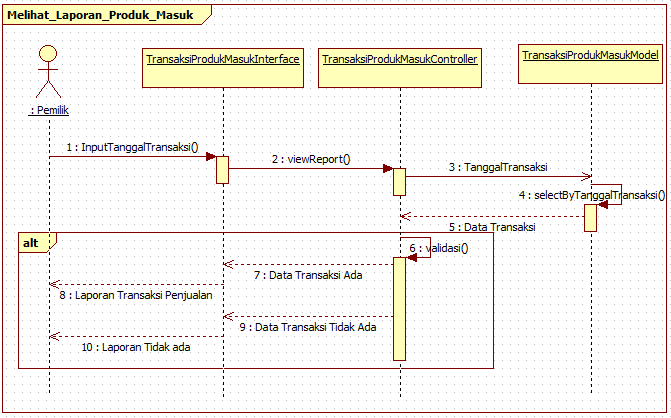 Melihat_Laporan_Produk_Masuk
TransaksiProdukMasukInterface
TransaksiProdukMasukController
TransaksiProdukMasukModel
: Pemilik
1 : InputTanggalTransaksi()
2 : viewReport()
3 : TanggalTransaksi
4 : selectByTanggalTransaksi()
5 : Data Transaksi
alt
6 : validasi()
7 : Data Transaksi Ada
8 : Laporan Transaksi Penjualan
9 : Data Transaksi Tidak Ada
10 : Laporan Tidak ada